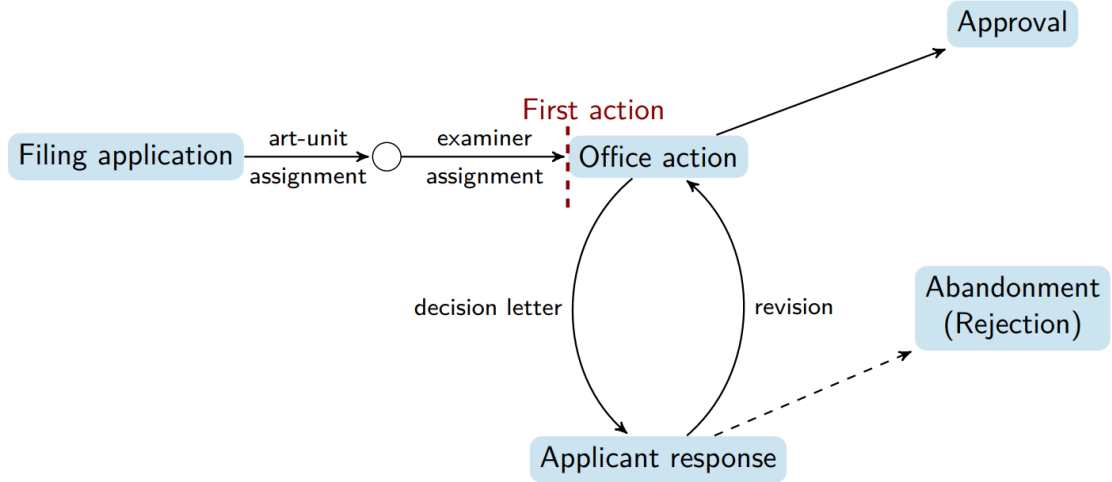 Approval
First action
Filing application
art-unit
assignment
examiner
assignment
Office action
decision letter
revision
Abandonment
(Rejection)
Applicant response